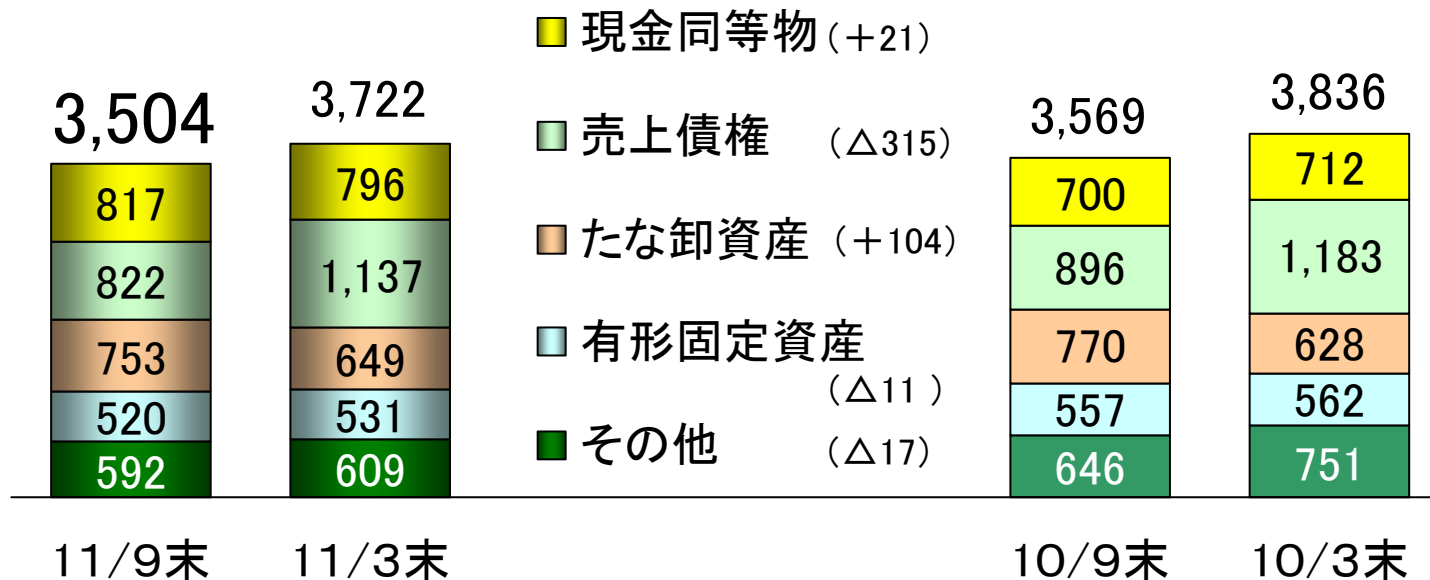 3,504
817
822
753
520
592
11/9末
3,722
796
1,137
649
531
609
11/3末
現金同等物(＋21)
売上債権 (△315)
たな卸資産 (＋104)
有形固定資産
(△11 )
その他 (△17)
3,569
700
896
770
557
646
10/9末
3,836
712
1,183
628
562
751
10/3末